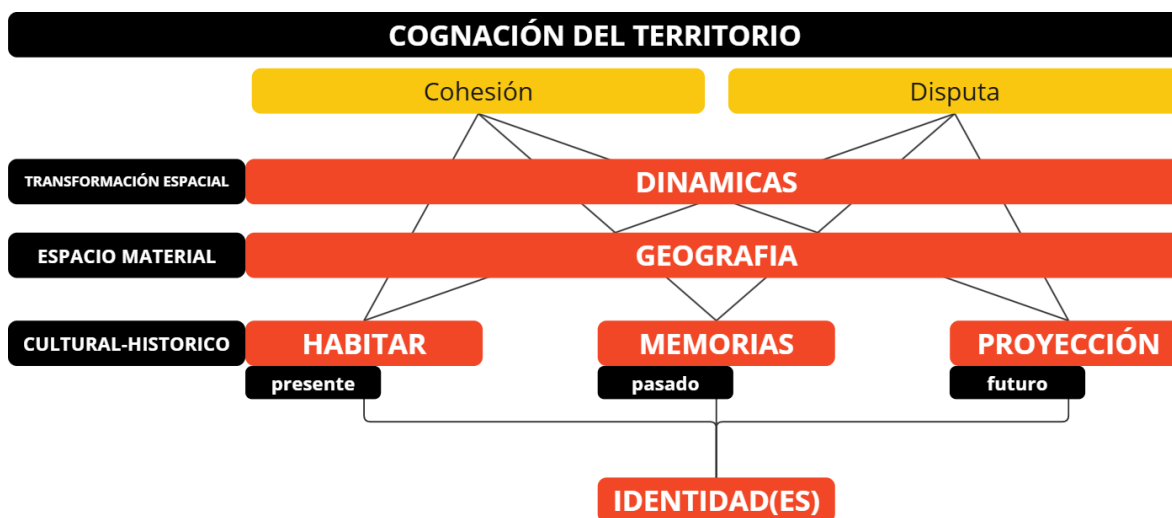 COGNACIÓN DEL TERRITORIO
Cohesión
Disputa
TRANSFORMACIÓN ESPACIAL
DINAMICAS
ESPACIO MATERIAL
GEOGRAFIA
CULTURAL-HISTORICO
HABITAR
MEMORIAS
PROYECCIÓN
presente
pasado
futuro
IDENTIDAD(ES)